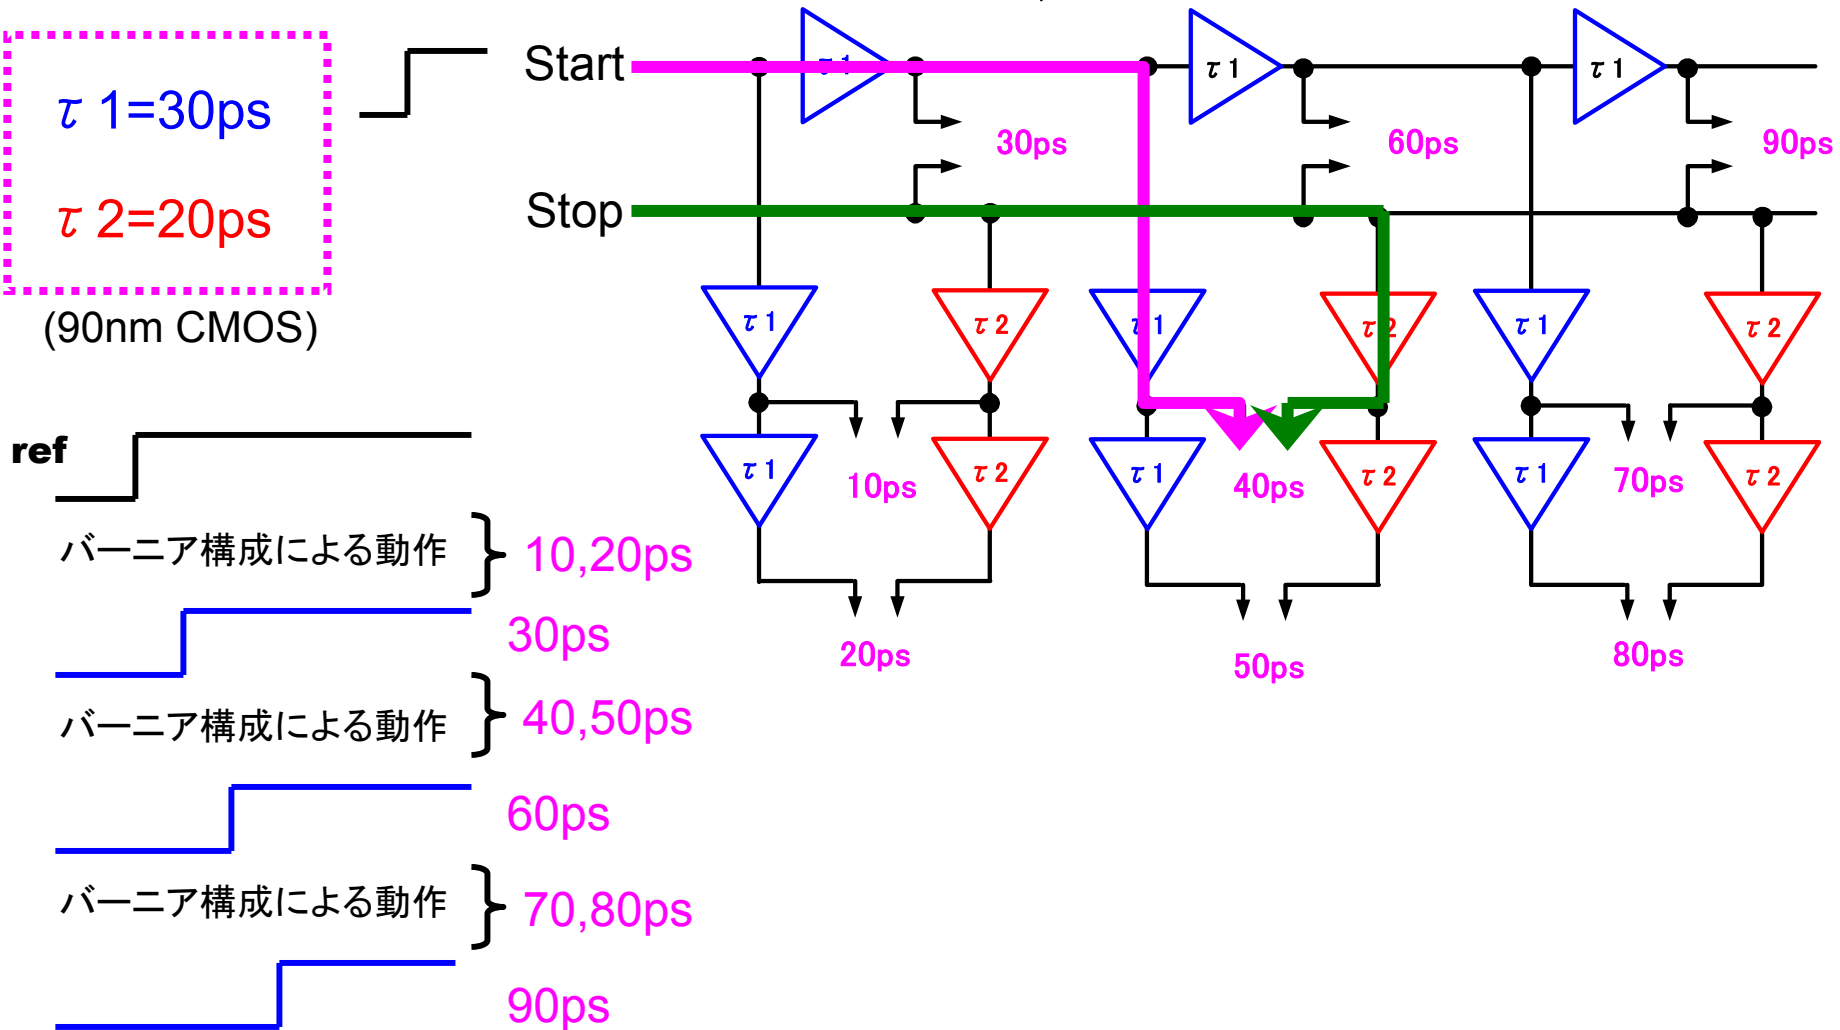 τ 1=30ps
τ 2=20ps
(90nm CMOS)
Start
τ 1
τ 1
τ 1
30ps
60ps
90ps
Stop
τ 1
τ 2
τ 1
τ 2
τ 1
τ 2
τ 1
τ 2
τ 1
τ 2
τ 1
τ 2
10ps
40ps
70ps
20ps
50ps
80ps
ref
バーニア構成による動作
10,20ps
30ps
バーニア構成による動作
40,50ps
60ps
バーニア構成による動作
70,80ps
90ps